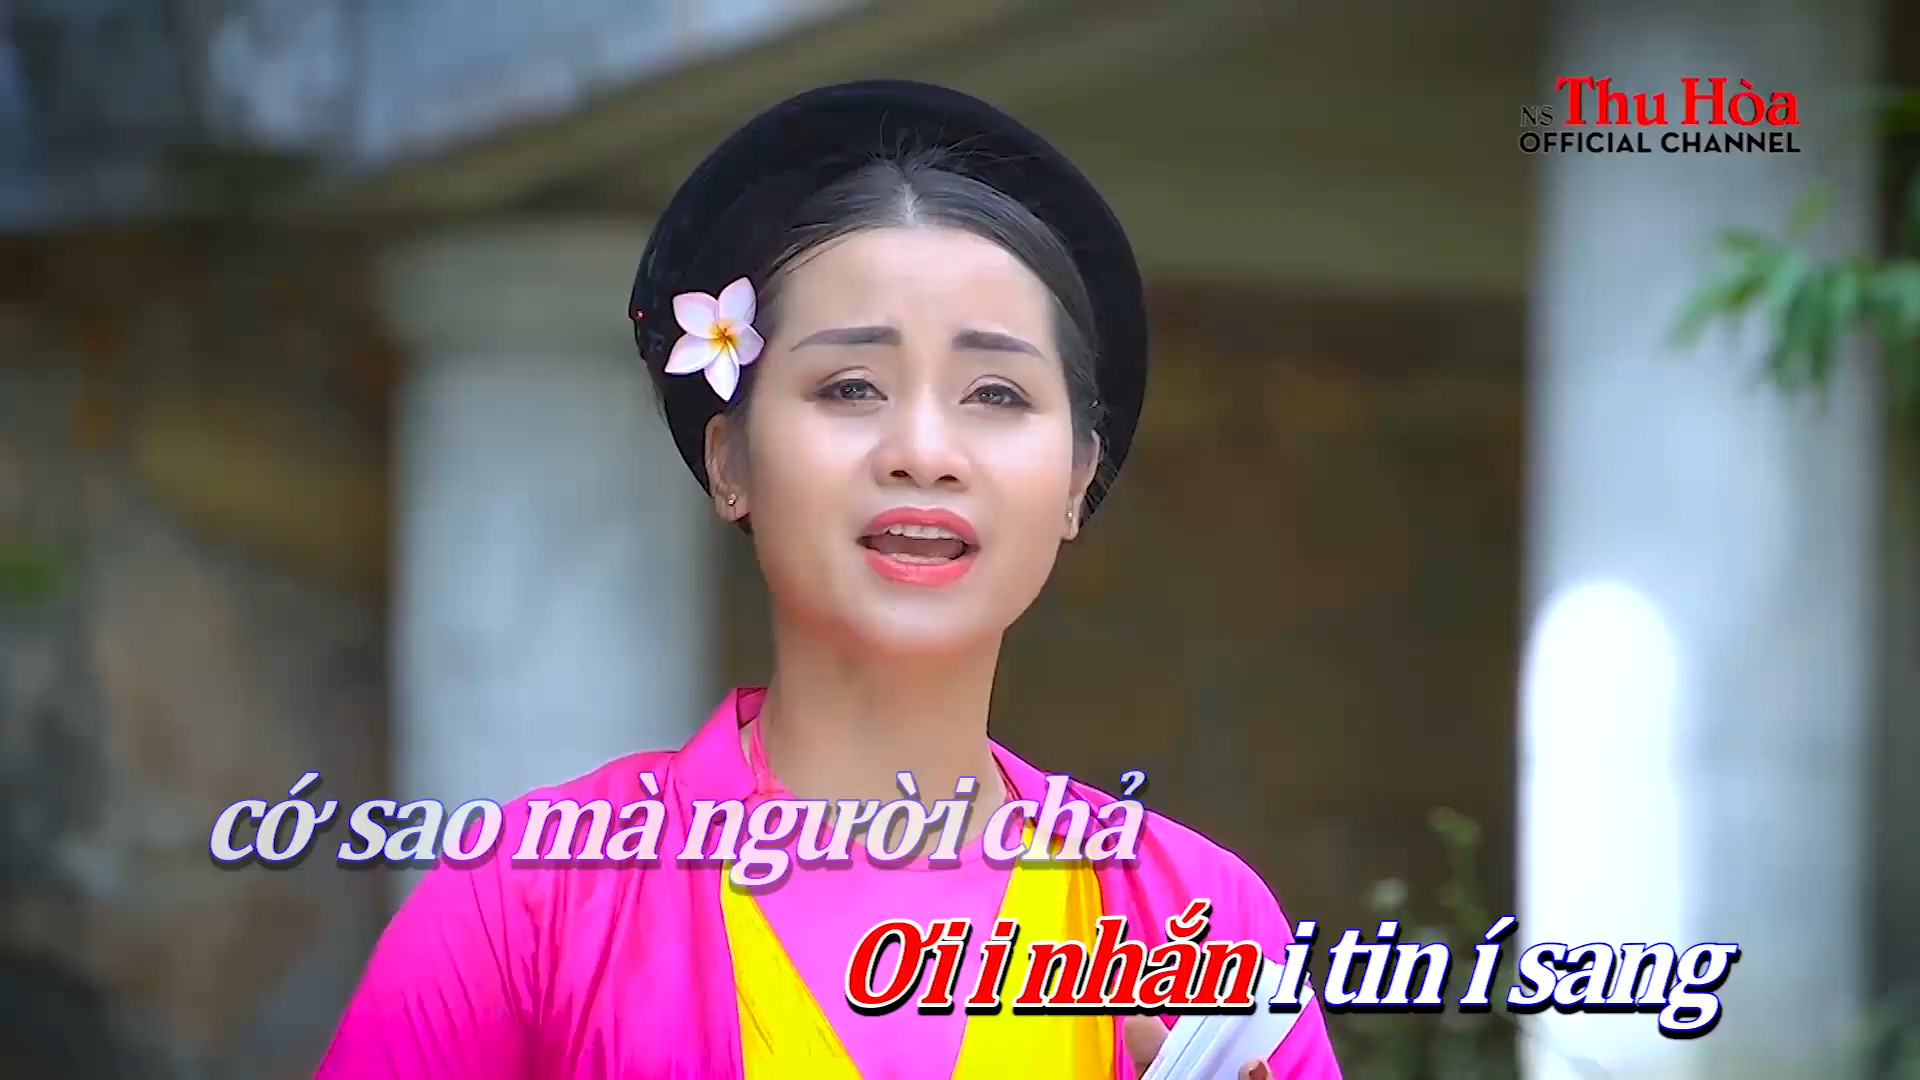 NS Thu Hòa
OFFICIAL CHANNEL
cớ sao mà người chả
Ơi i nhắn i tin í sang